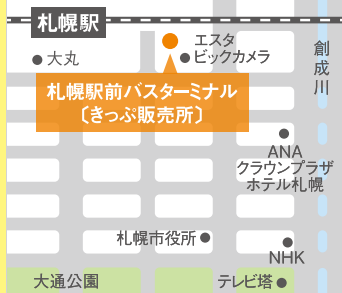 札幌駅
エスタ
ビックカメラ
大丸
創成川
札幌駅前バスターミナル
〔きっぷ販売所〕
ANA
クラウンプラザ
ホテル札幌
札幌市役所
NHK
大通公園
テレビ塔